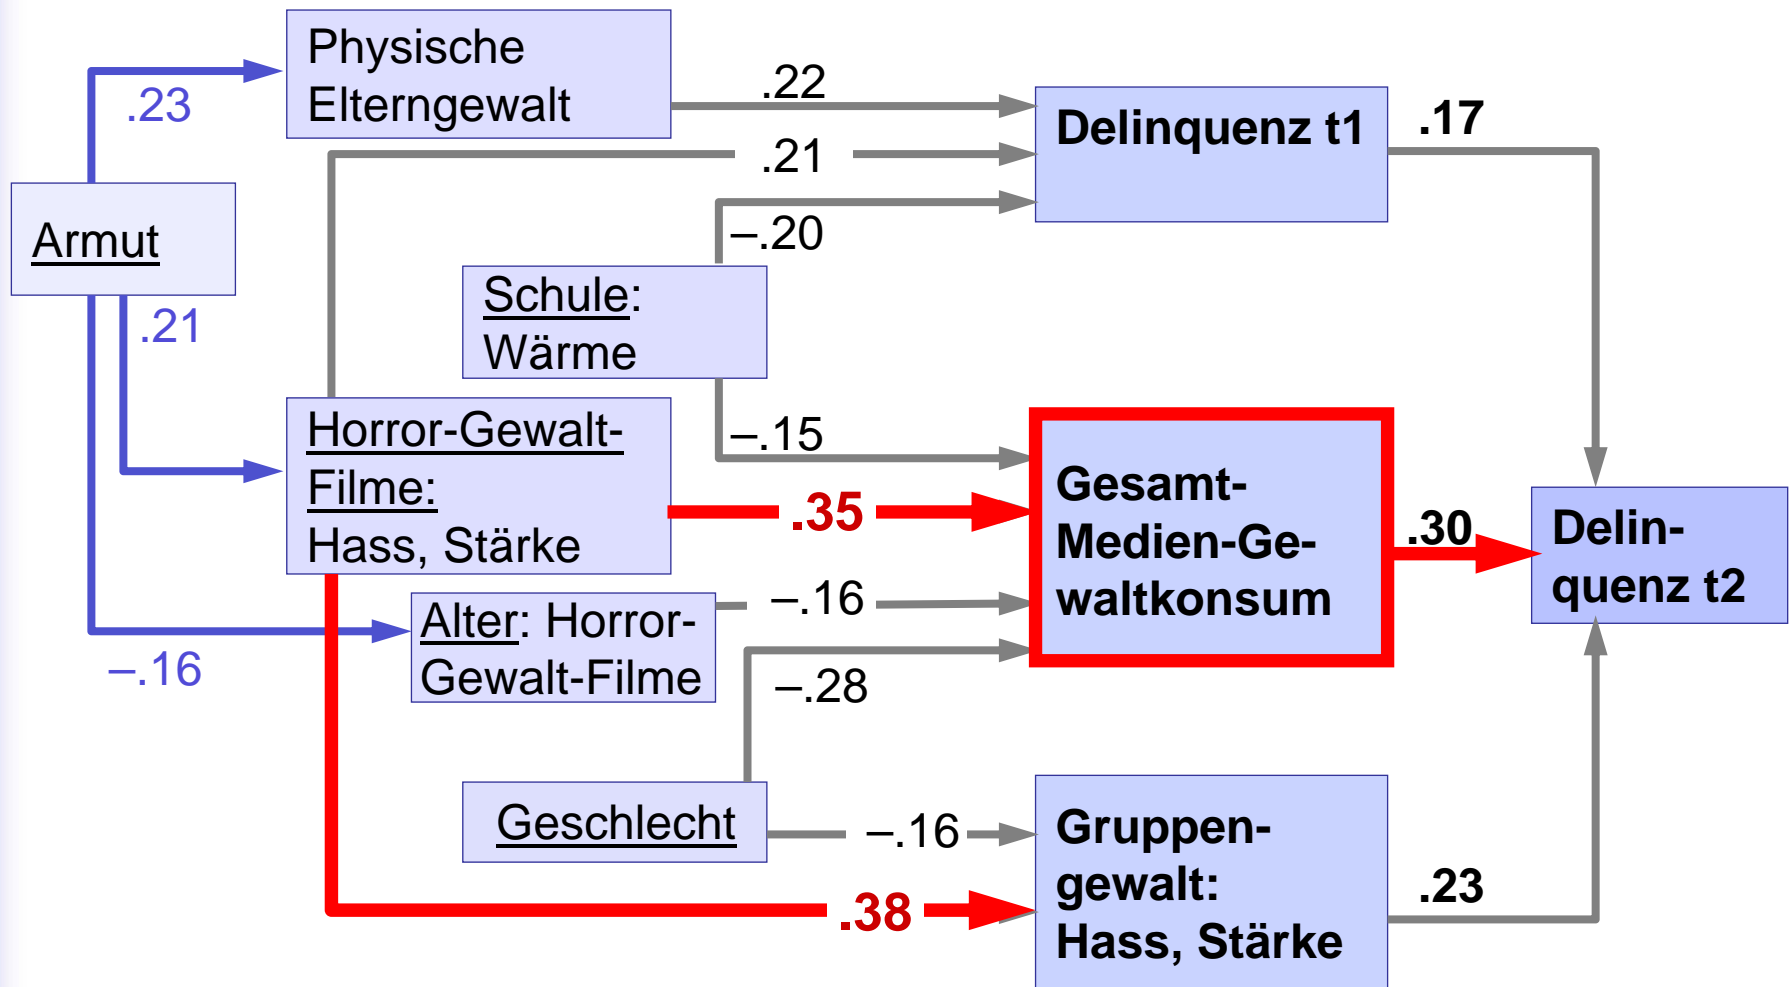 Physische
Elterngewalt
.23
.22
Delinquenz t1
.17
.21
Armut
–.20
Schule:
Wärme
.21
Horror-Gewalt-
Filme:
Hass, Stärke
–.15
.35
Gesamt-
Medien-Ge-
waltkonsum
.30
Delin-
quenz t2
–.16
Alter: Horror-
Gewalt-Filme
–.16
–.28
Geschlecht
–.16
Gruppen-
gewalt:
Hass, Stärke
.38
.23